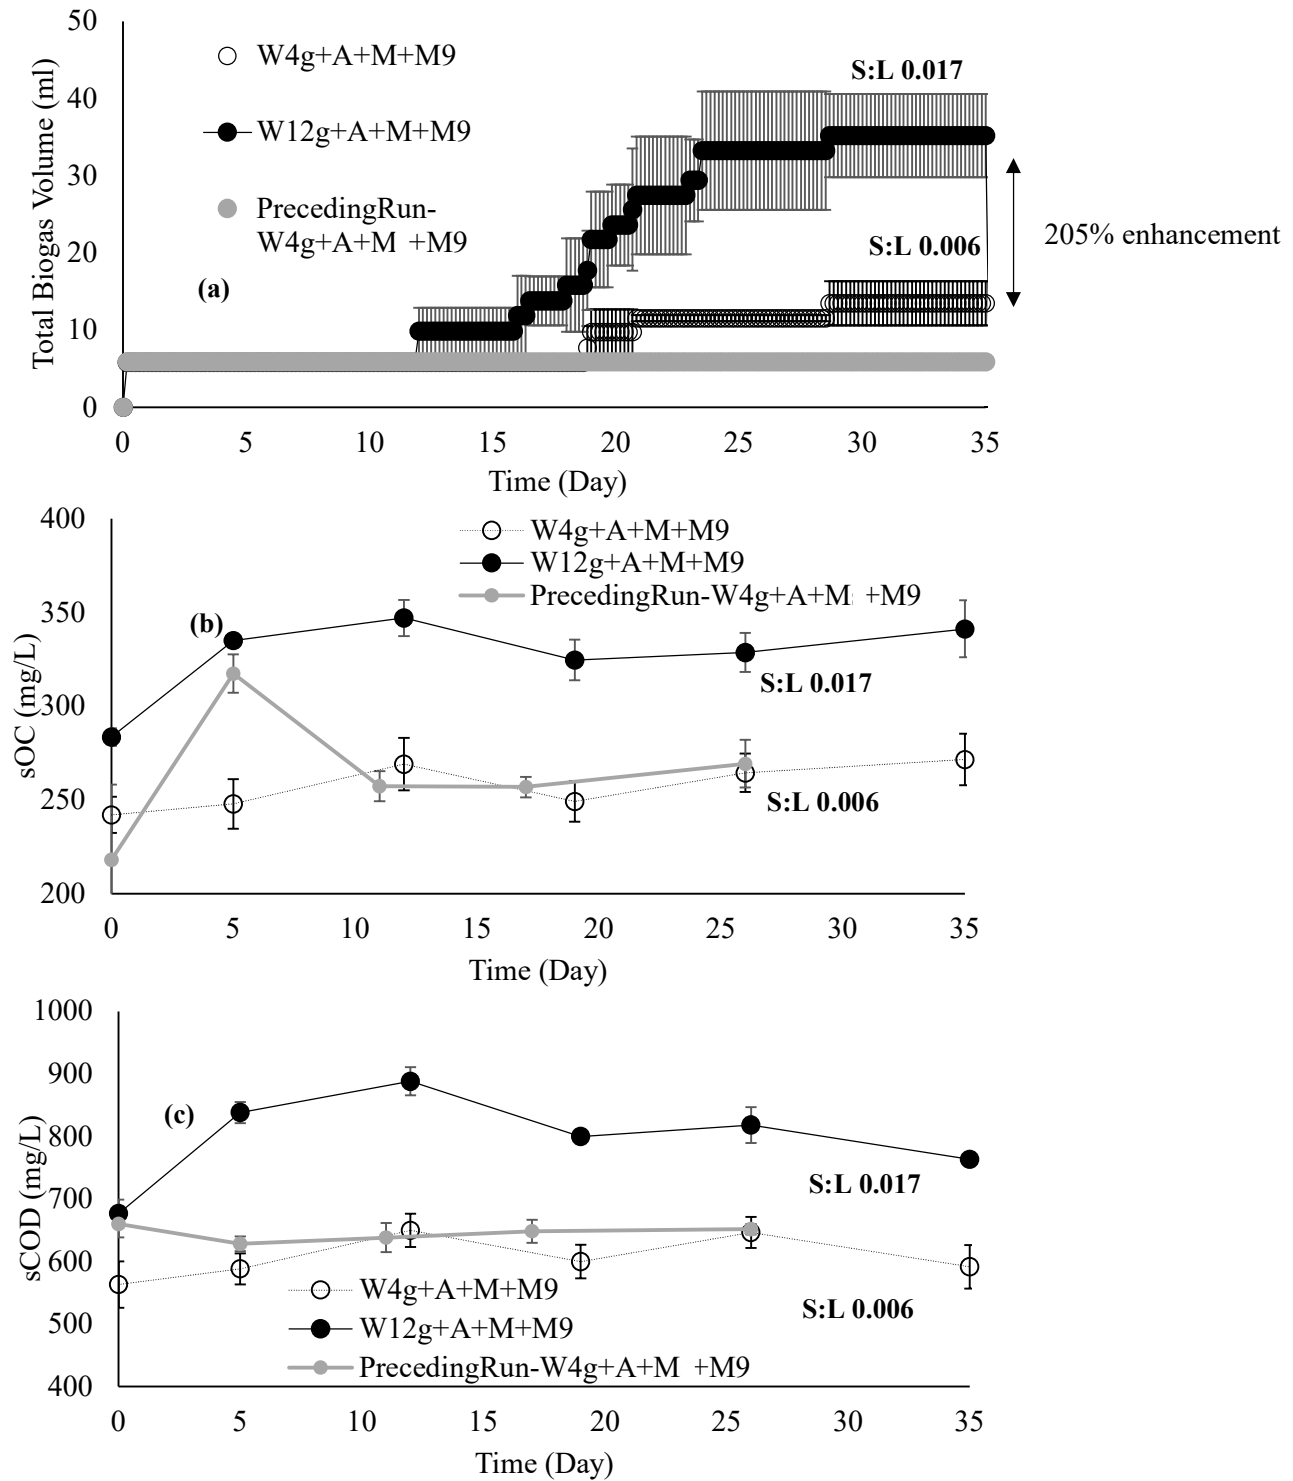 50
40
30
20
10
0
Total Biogas Volume (ml)
W4g+A+M+M9
W12g+A+M+M9
PrecedingRun-
W4g+A+M +M9
(a)
S:L 0.017
S:L 0.006
205% enhancement
0 5 10 15 20 25 30 35
Time (Day)
400
350
300
250
200
sOC (mg/L)
W4g+A+M+M9
W12g+A+M+M9
PrecedingRun-W4g+A+M +M9
(b)
S:L 0.017
S:L 0.006
0 5 10 15 20 25 30 35
Time (Day)
1000
900
800
700
600
500
400
sCOD (mg/L)
(c)
S:L 0.017
W4g+A+M+M9
S:L 0.006
W12g+A+M+M9
PrecedingRun-W4g+A+M +M9
0 5 10 15 20 25 30 35
Time (Day)